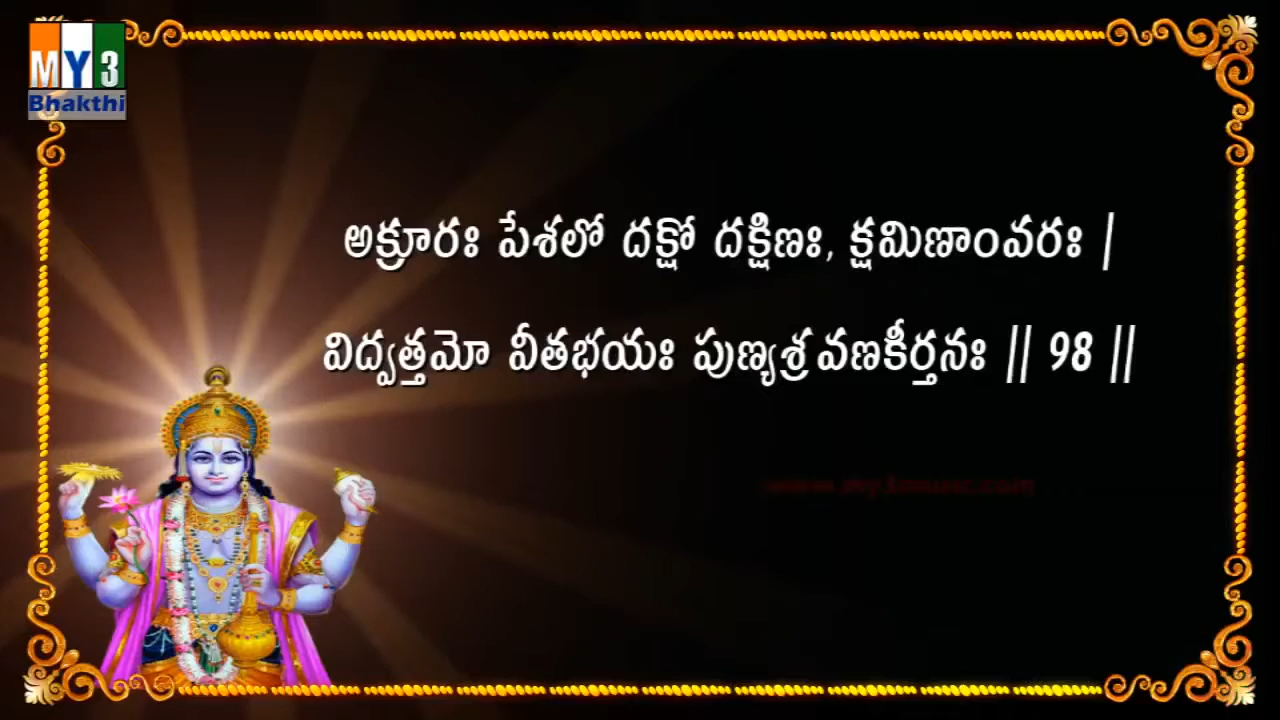 MY3
Bhakthi
అక్రూరః పేశలో దక్షో దక్షిణః, క్షమిణాంవరః |
విద్వత్తమో వీతభయః పుణ్యశ్రవణకీర్తనః || 98 ||